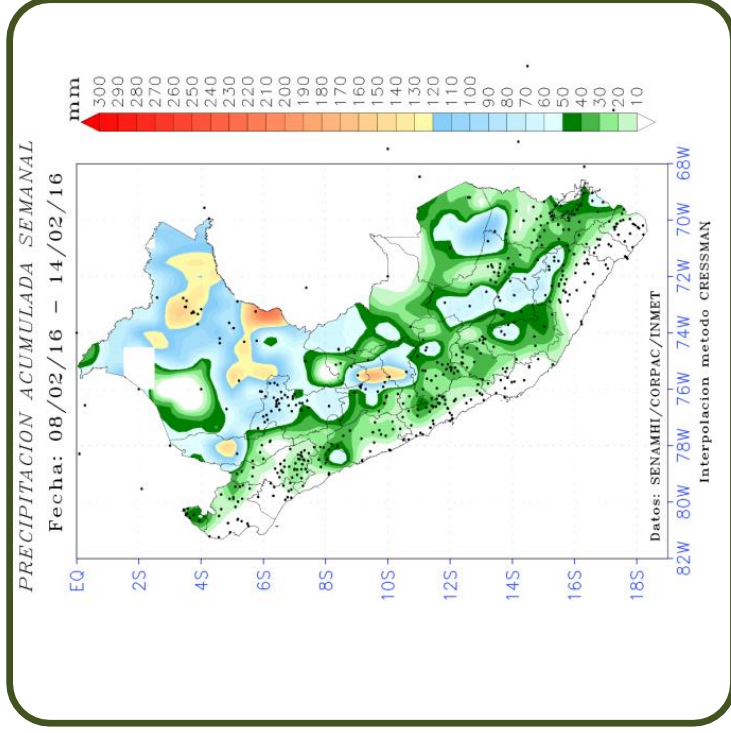 PRECIPITACION ACUMULADA SEMANAL
Fecha: 08/02/16 - 14/02/16
mm
300
290
280
270
260
250
240
230
220
210
200
190
180
170
160
150
140
130
120
110
100
90
80
70
60
50
40
30
20
10
EQ
2S
4S
6S
8S
10S
12S
14S
16S
18S
82W
80W
78W
76W
74W
72W
70W
68W
Datos: SENAMHI/CORPAC/INMET
Interpolacion metodo CRESSMAN